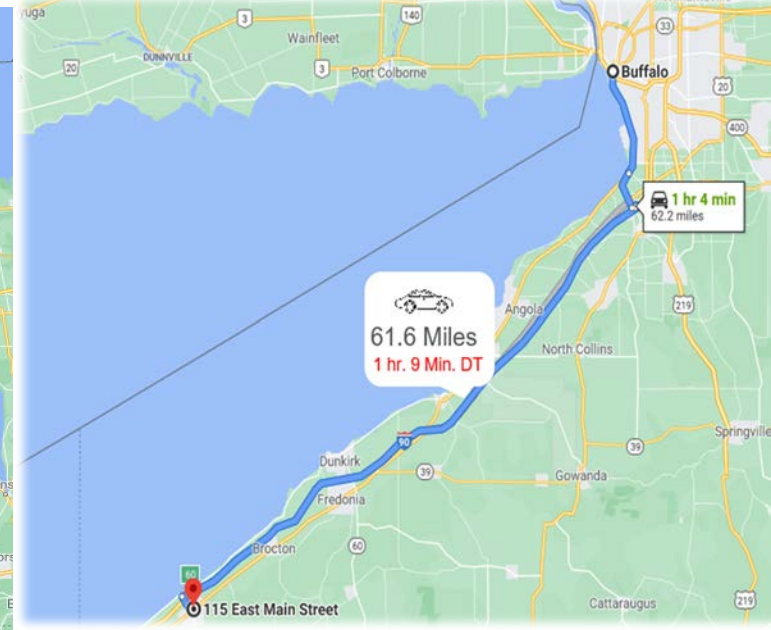 yuga
3
140
Wainfleet
33
DUNNVILLE
3
20
Port Colborne
Buffalo
20
400
1 hr 4 min
62.2 miles
219
61.6 Miles
1 hr. 9 Min. DT
Angola
North Collins
90
39
Springville
Dunkirk
39
Gowanda
Fredonia
60
Brocton
60
115 East Main Street
Cattaraugus
219